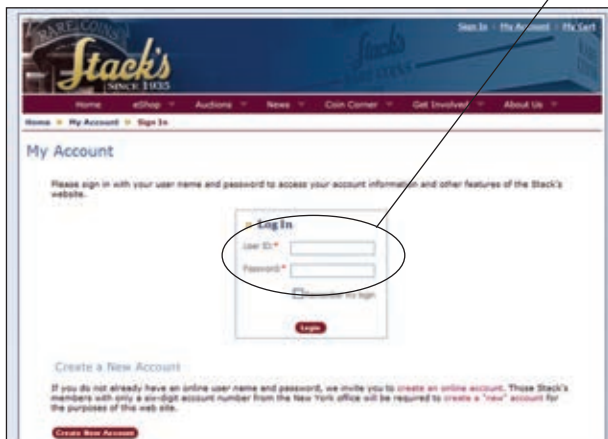 RARE COINS
Sign In My Account My Cart
Stack's
SINCE 1935
Home eShop Auctions News Coin Corner Get Involved About Us
Home My Account Sign In
My Account
Please sign in with your user name and password to access your account information and other features of the Stack's
website.
Log In
User ID:*
Password:*
Remember my login
Login
Create a New Account
If you do not already have an online user name and password, we invite you to create an online account. Those Stack's
members with only a six-digit account number from the New York office will be required to create a "new" account for
the purposes of this web site.
Create New Account